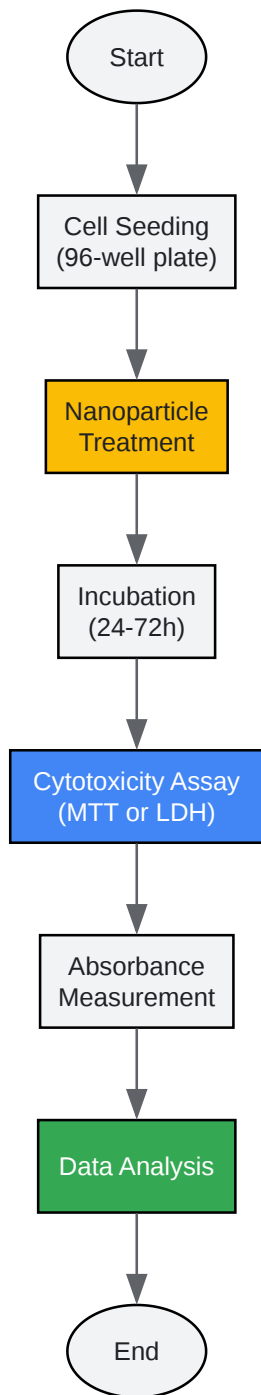 Start
Cell Seeding
(96-well plate)
Nanoparticle
Treatment
Incubation
(24-72h)
Cytotoxicity Assay
(MTT or LDH)
Absorbance
Measurement
Data Analysis
End